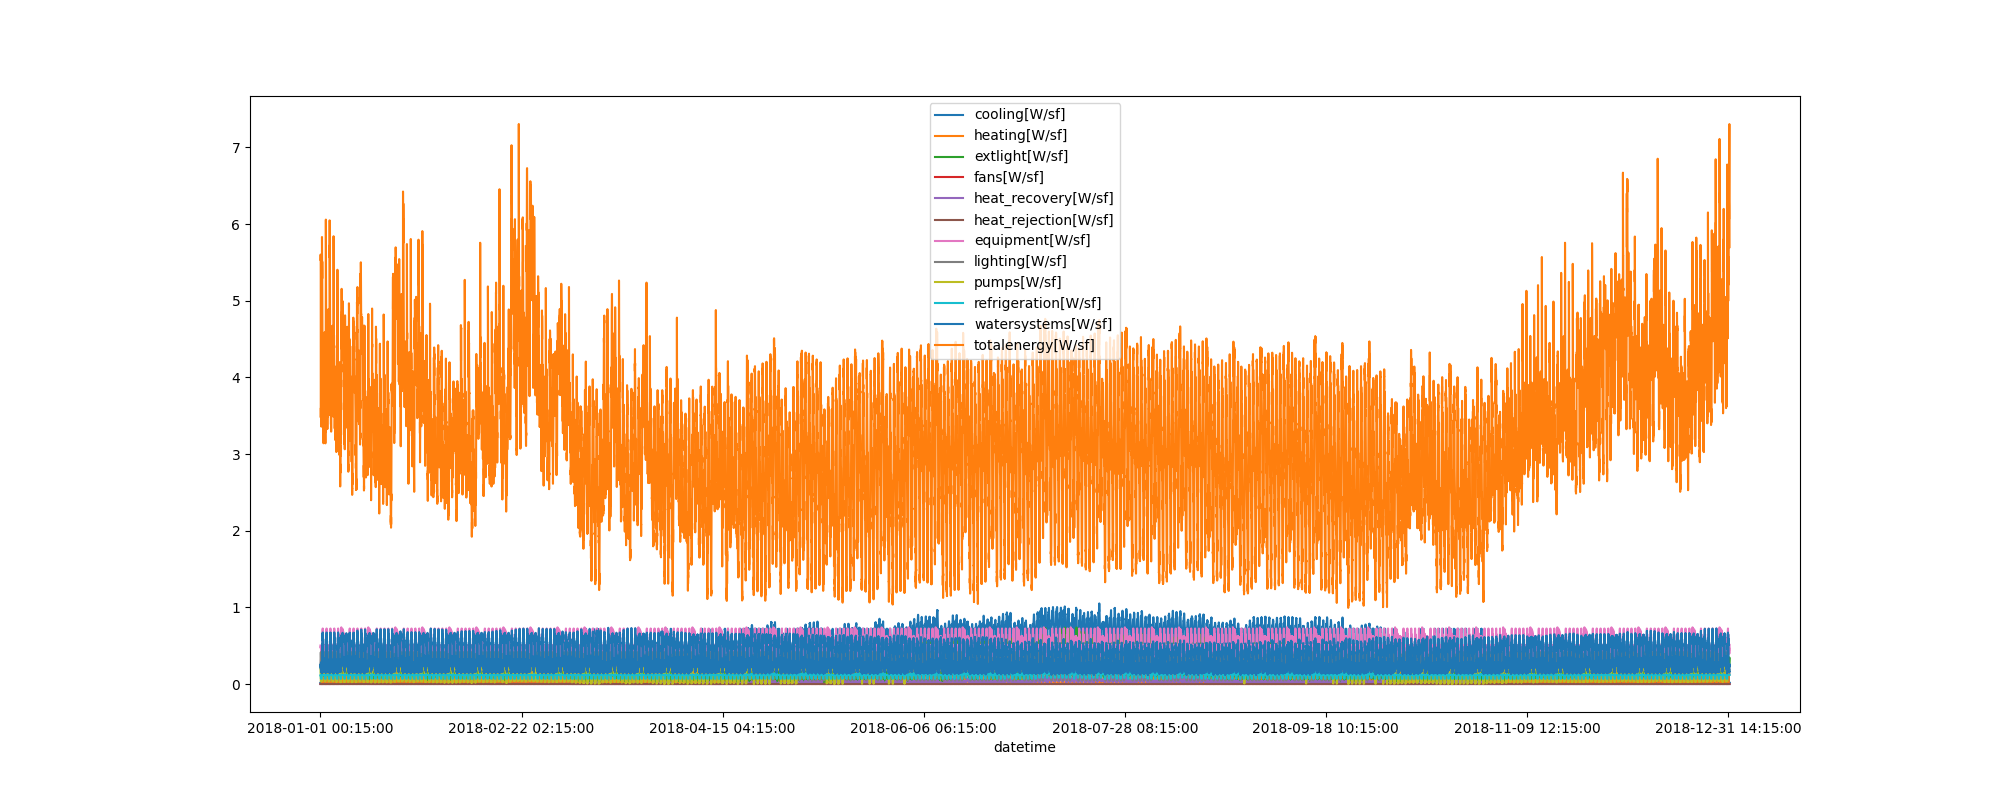 cooling[W/sf]
heating[W/sf]
extlight[W/sf]
fans[W/sf]
heat_recovery[W/sf]
heat_rejection[W/sf]
equipment[W/sf]
lighting[W/sf]
pumps[W/sf]
refrigeration[W/sf]
watersystems[W/sf]
totalenergy[W/sf]
7
6
5
4
3
2
1
0
2018-01-01 00:15:00 2018-02-22 02:15:00 2018-04-15 04:15:00 2018-06-06 06:15:00 2018-07-28 08:15:00 2018-09-18 10:15:00 2018-11-09 12:15:00 2018-12-31 14:15:00
datetime